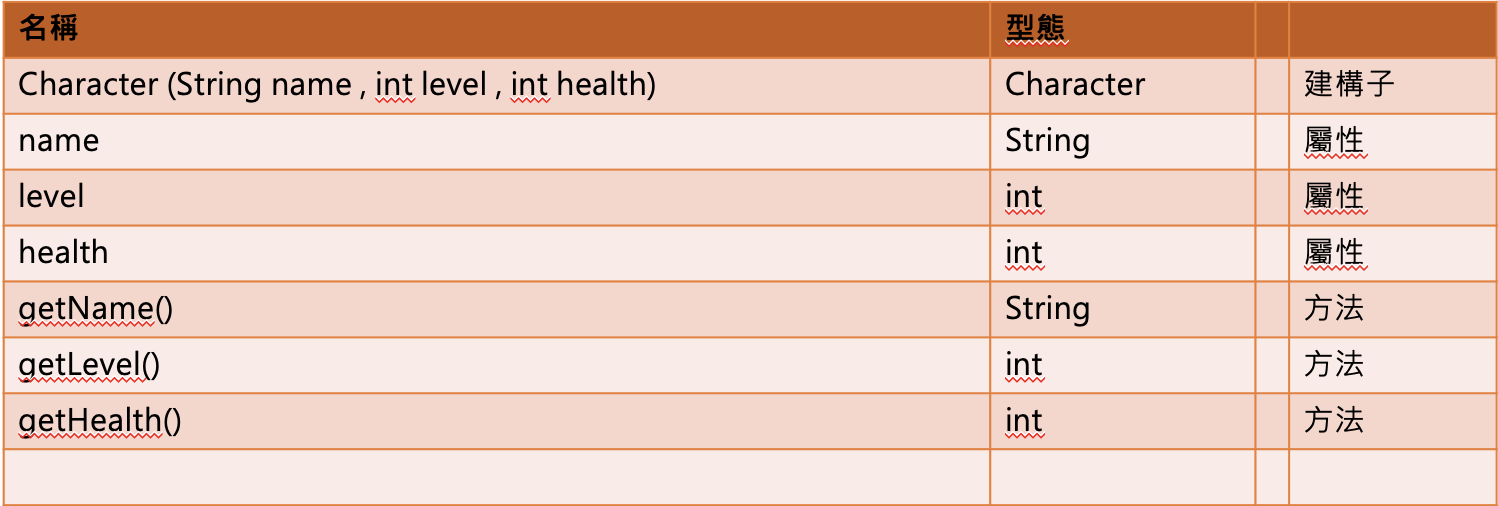 名稱 型態
Character (String name , int level , int health) Character 建構子
name String 屬性
level int 屬性
health int 屬性
getName() String 方法
getLevel() int 方法
getHealth() int 方法